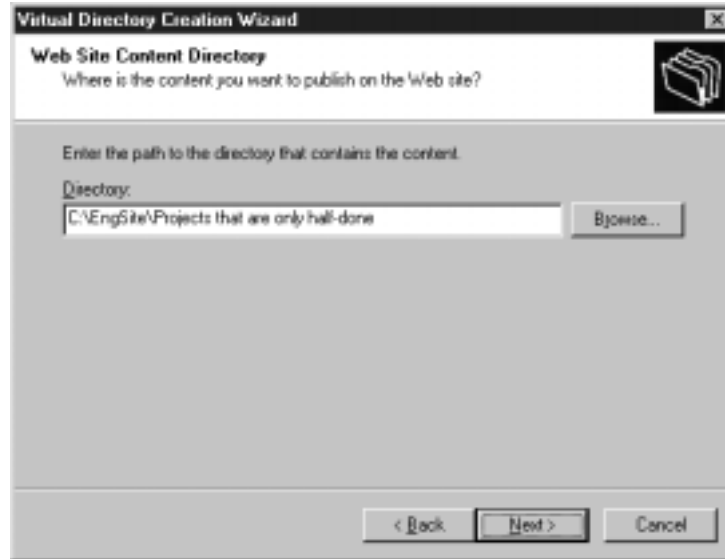 Virtual Directory Creation Wizard
Web Site Content Directory
Where is the content you want to publish on the Web site?
Enter the path to the directory that contains the content.
Directory:
C:\EngSite\Projects that are only half-done
Browse...
< Back
Next >
Cancel